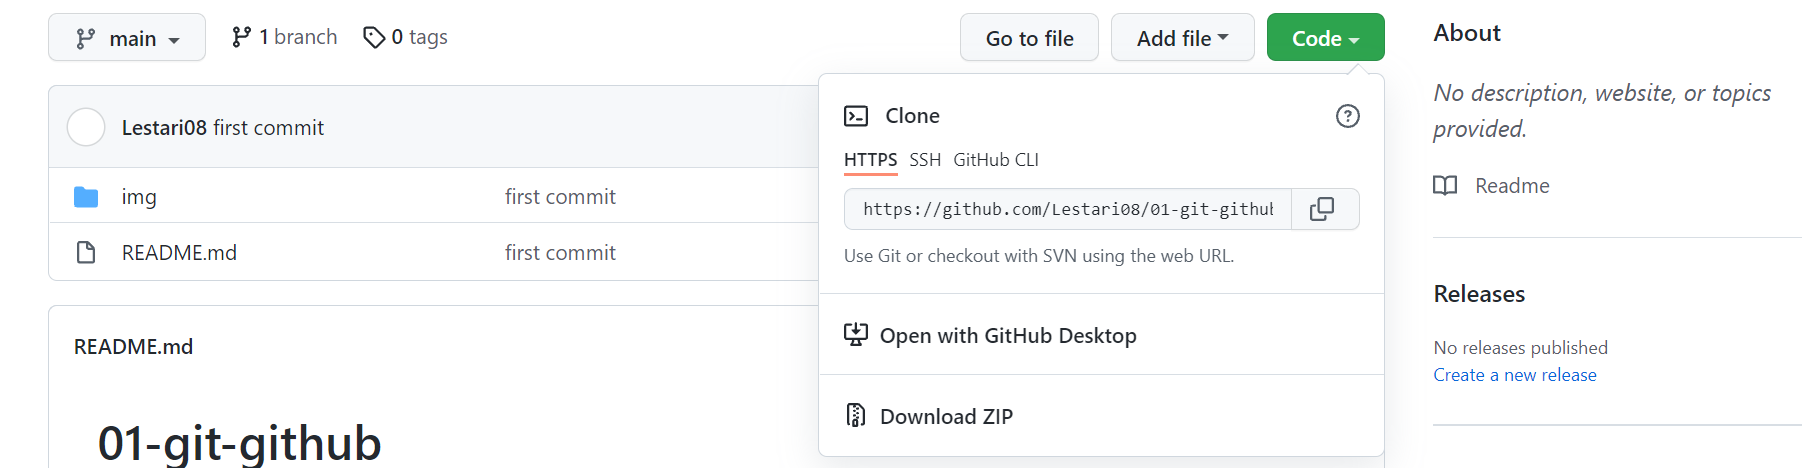 main
1 branch
0 tags
Go to file
Add file
Code
Lestari08 first commit
img first commit
README.md first commit
README.md
01-git-github
Clone
HTTPS SSH GitHub CLI
https://github.com/Lestari08/01-git-github
Use Git or checkout with SVN using the web URL.
Open with GitHub Desktop
Download ZIP
About
No description, website, or topics
provided.
Readme
Releases
No releases published
Create a new release